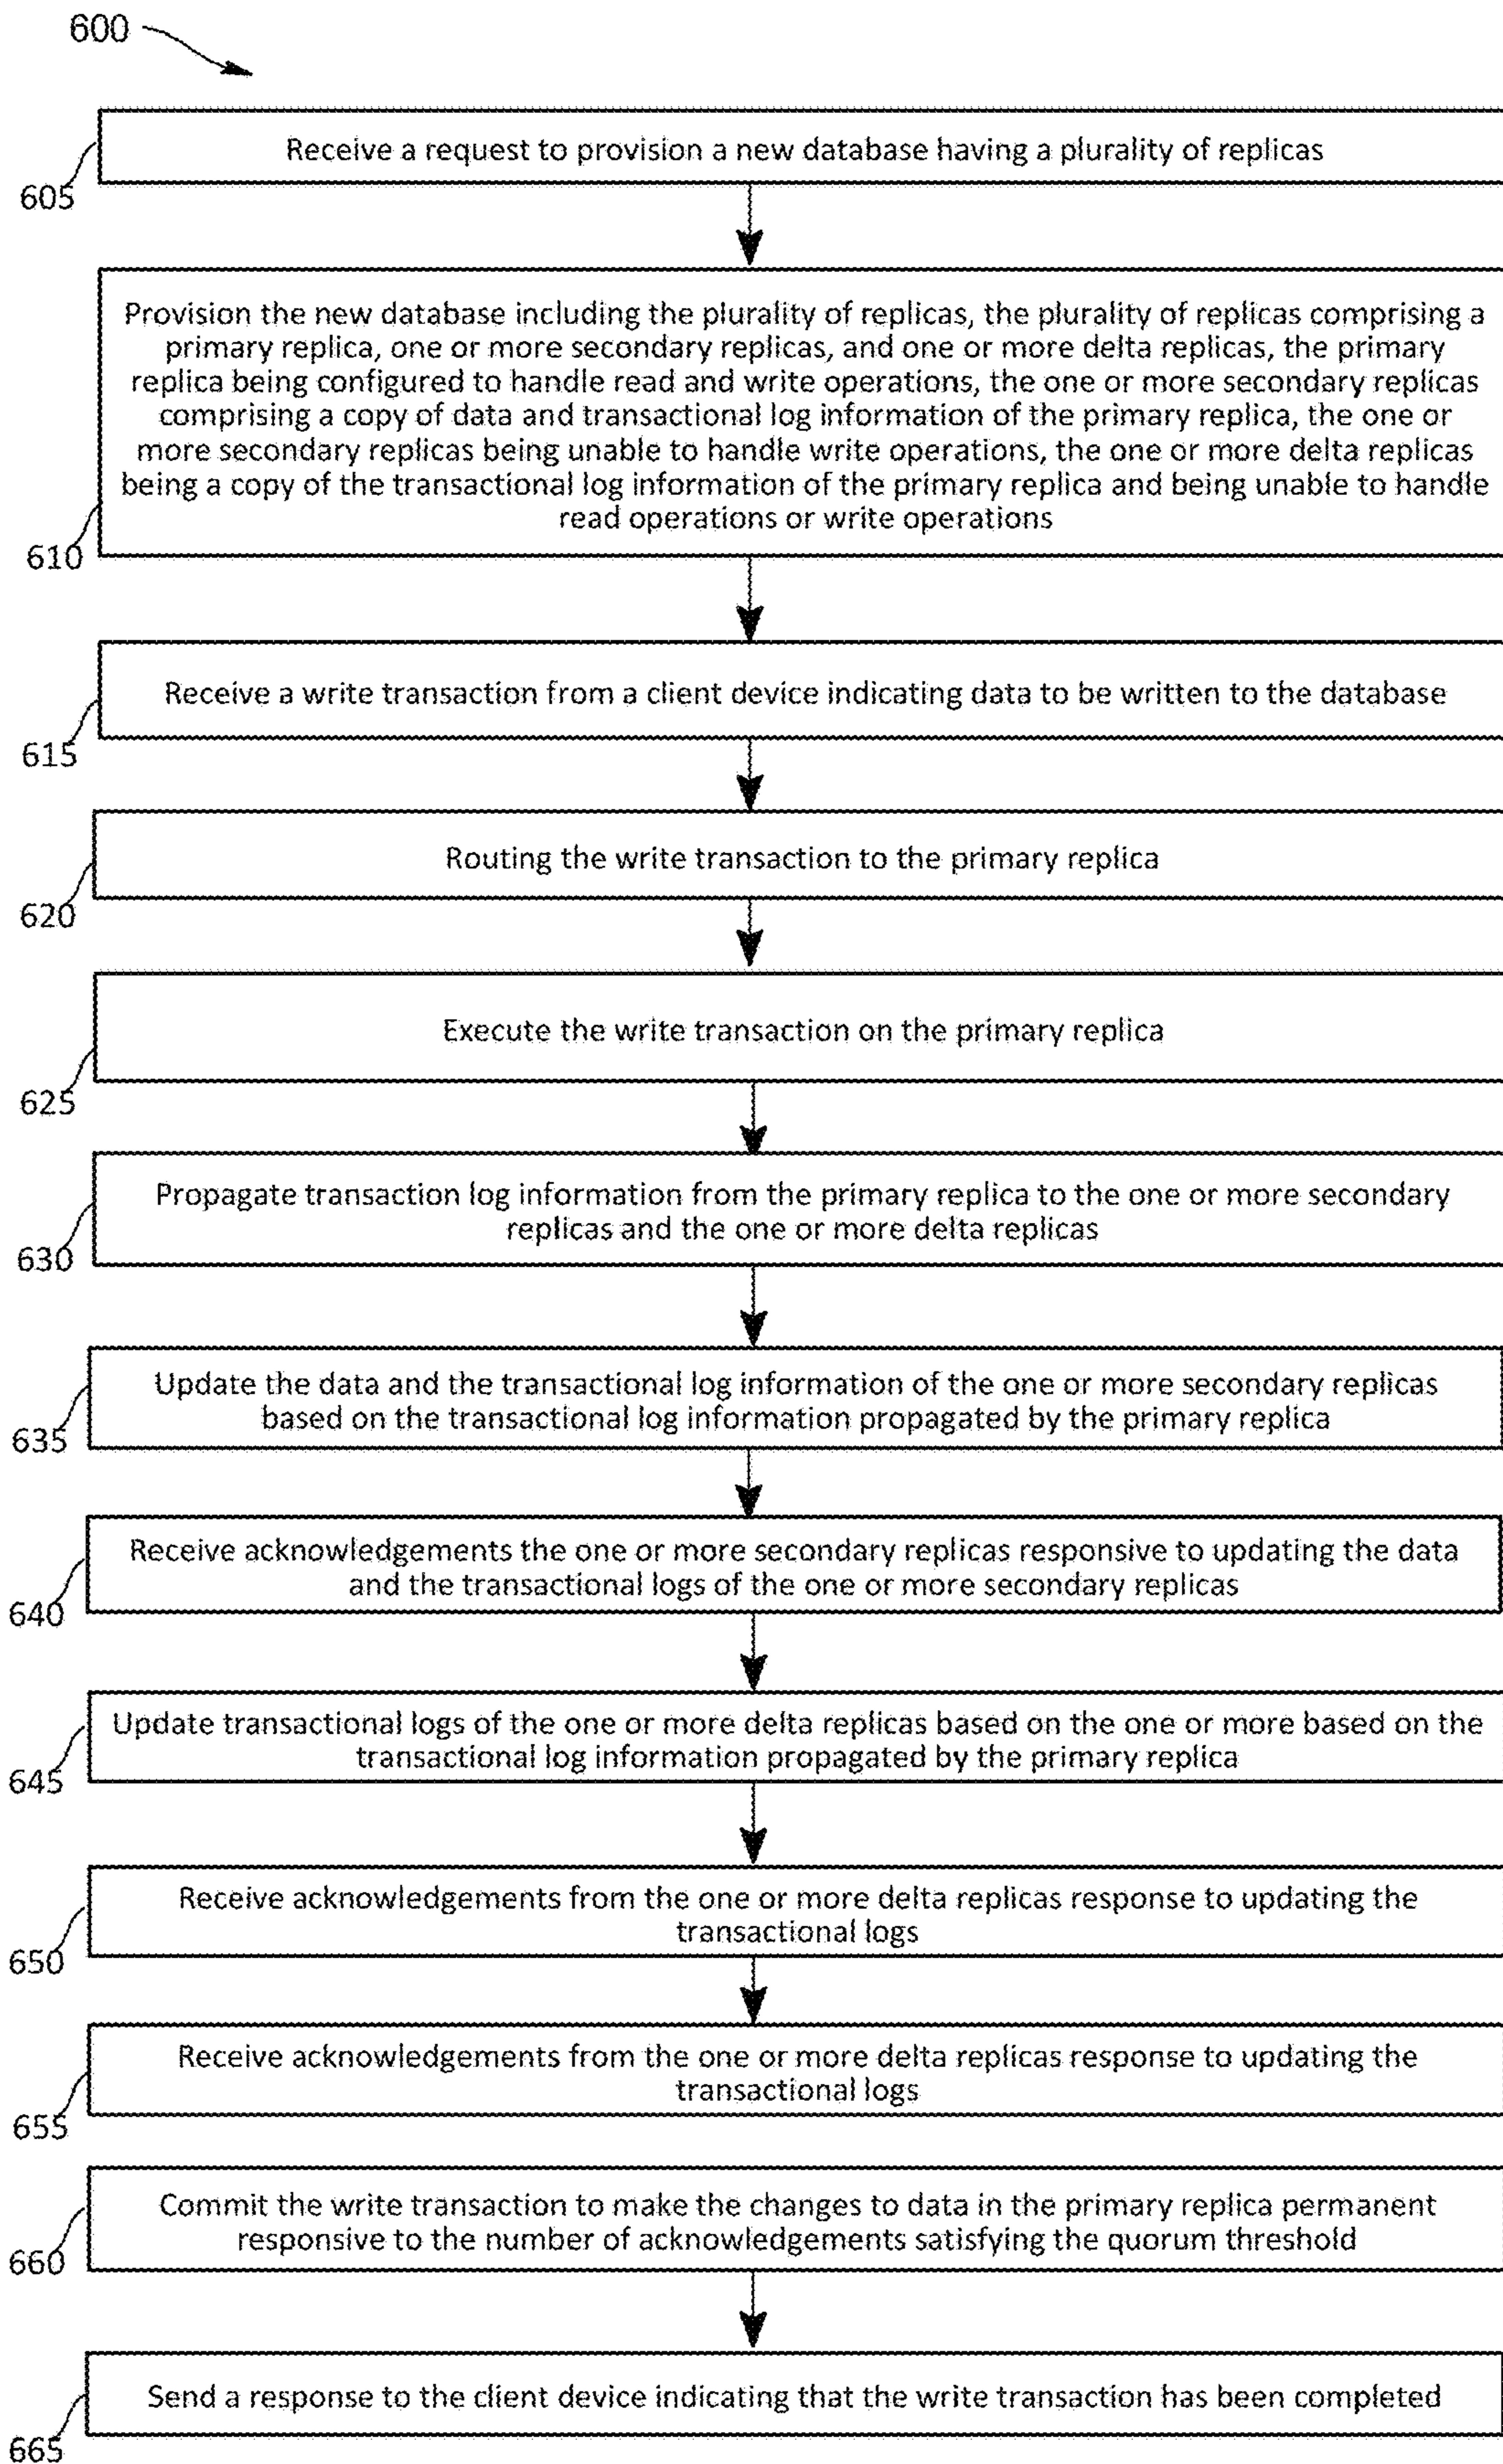 600
Receive a request to provision a new database having a plurality of replicas
605
Provision the new database including the plurality of replicas, the plurality of replicas comprising a
primary replica, one or more secondary replicas, and one or more delta replicas, the primary
replica being configured to handle read and write operations, the one or more secondary replicas
comprising a copy of data and transactional log information of the primary replica, the one or
more secondary replicas being unable to handle write operations, the one or more delta replicas
being a copy of the transactional log information of the primary replica and being unable to handle
read operations or write operations
610
Receive a write transaction from a client device indicating data to be written to the database
615
Routing the write transaction to the primary replica
620
Execute the write transaction on the primary replica
625
Propagate transaction log information from the primary replica to the one or more secondary
replicas and the one or more delta replicas
630
Update the data and the transactional log information of the one or more secondary replicas
based on the transactional log information propagated by the primary replica
635
Receive acknowledgements the one or more secondary replicas responsive to updating the data
and the transactional logs of the one or more secondary replicas
640
Update transactional logs of the one or more delta replicas based on the one or more based on the
transactional log information propagated by the primary replica
645
Receive acknowledgements from the one or more delta replicas response to updating the
transactional logs
650
Receive acknowledgements from the one or more delta replicas response to updating the
transactional logs
655
Commit the write transaction to make the changes to data in the primary replica permanent
responsive to the number of acknowledgements satisfying the quorum threshold
660
Send a response to the client device indicating that the write transaction has been completed
665